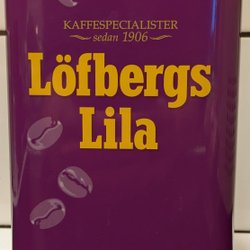 KAFFESPECIALISTER
sedan 1906
Löfbergs
Lila